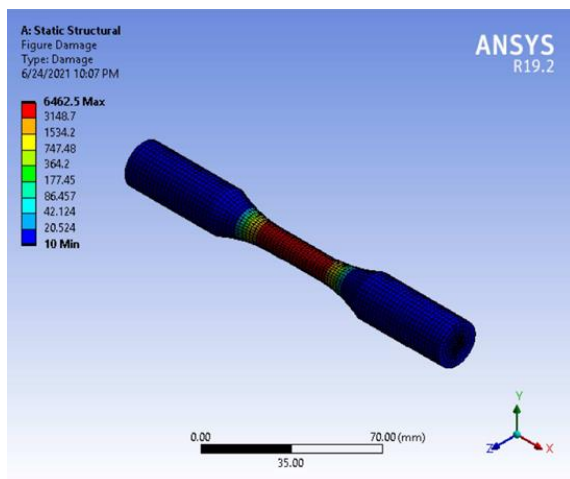 A: Static Structural
Figure Damage
Type: Damage
6/24/2021 10:07 PM
ANSYS
R19.2
6462.5 Max
3148.7
1534.2
747.48
364.2
177.45
86.457
42.124
20.524
10 Min
0.00
70.00 (mm)
35.00
Y
Z
X